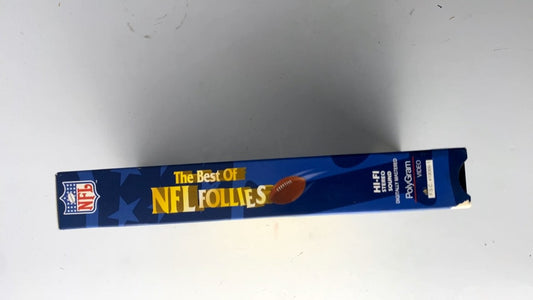 NFL
The Best Of
NFL FOLLIES
HI-FI
STEREO
SOUND
DIGITALLY MASTERED
PolyGram
VIDEO